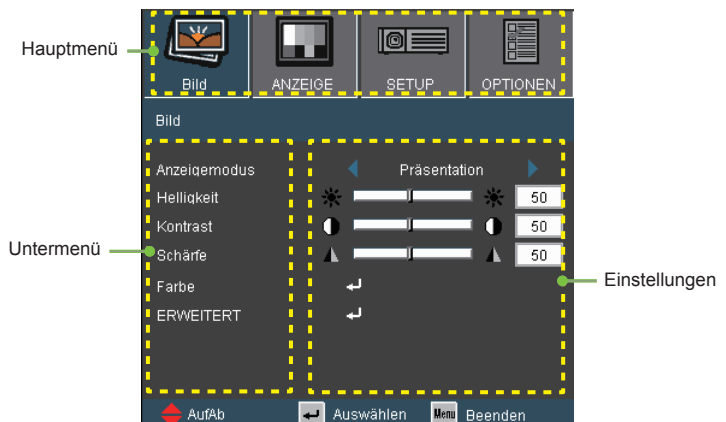 Hauptmenü
Bild ANZEIGE SETUP OPTIONEN
Bild
Anzeigemodus Präsentation
Helligkeit 50
Kontrast 50
Untermenü
Schärfe 50
Einstellungen
Farbe
ERWEITERT
AufAb Auswählen Menu Beenden